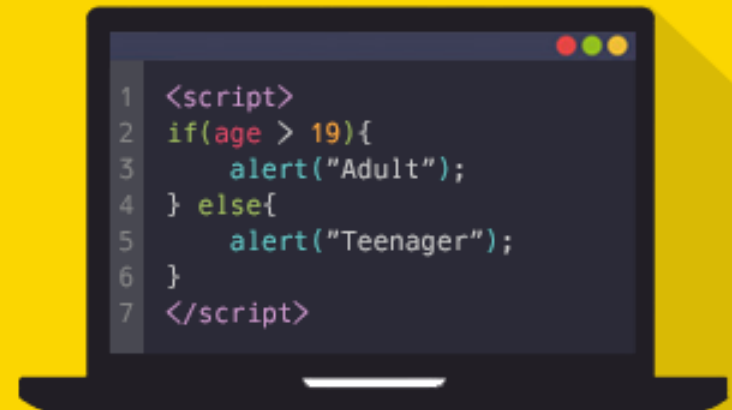 1 <script>
2 if(age > 19){
3     alert("Adult");
4 } else{
5     alert("Teenager");
6 }
7 </script>